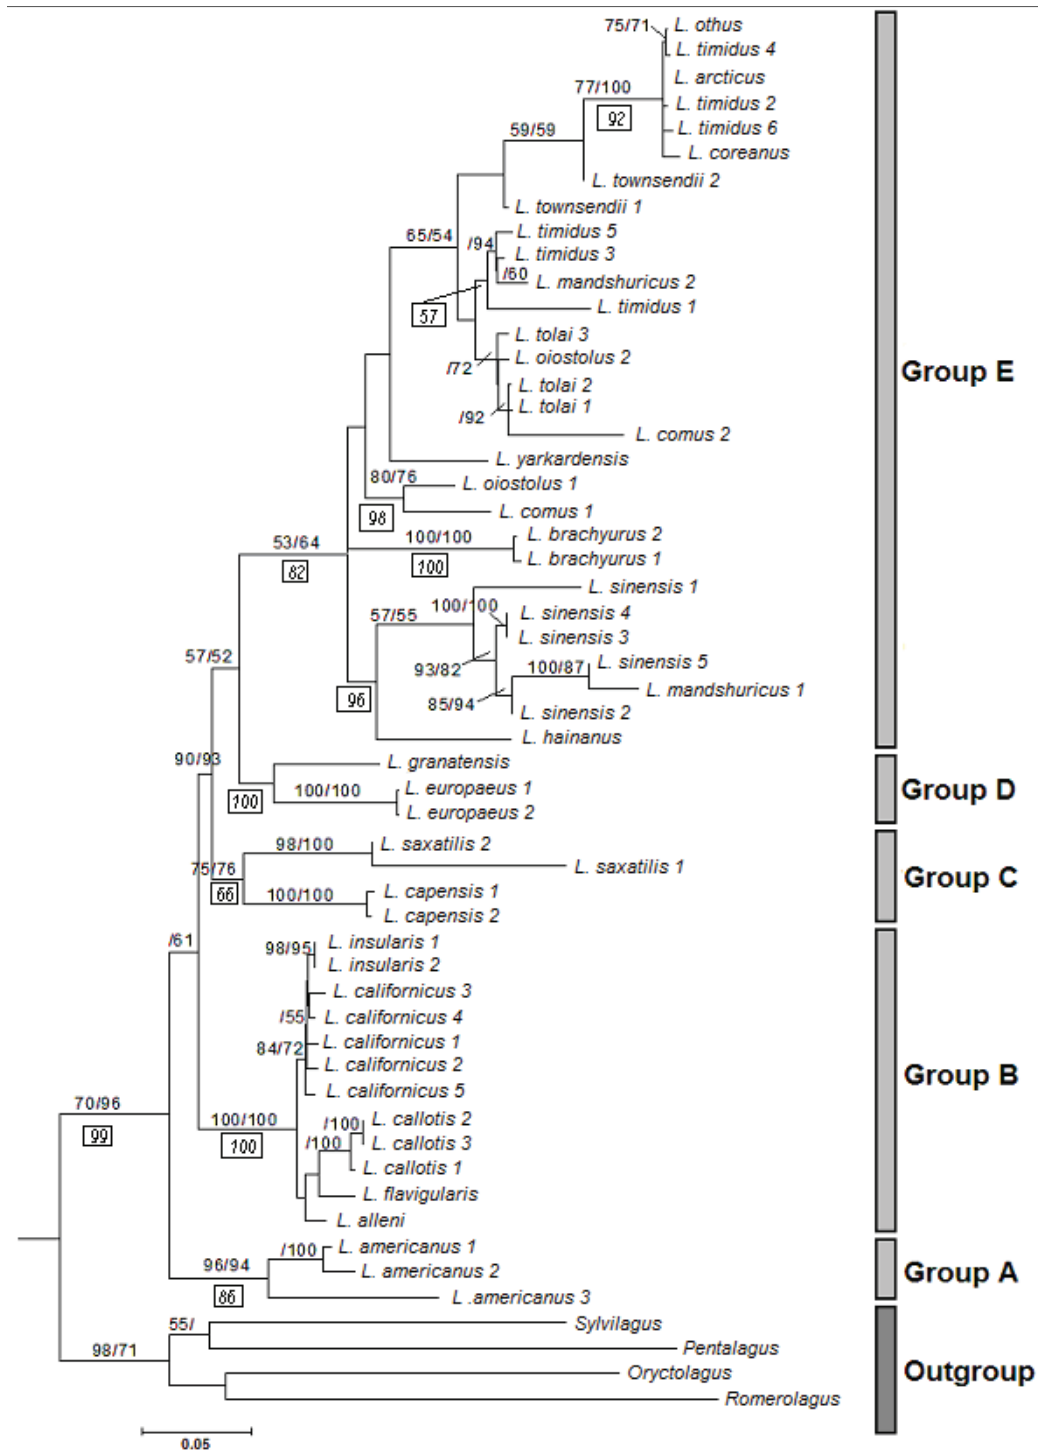 75/71
L. othus
L. timidus 4
L. arcticus
77/100
L. timidus 2
92
59/59
L. timidus 6
L. coreanus
L. townsendii 2
L. townsendii 1
65/54
/94
L. timidus 5
L. timidus 3
/60
L. mandshuricus 2
57
L. timidus 1
L. tolai 3
/72
L. oiostolus 2
Group E
L. tolai 2
/92
L. tolai 1
L. comus 2
L. yarkardensis
80/76
L. oiostolus 1
98
L. comus 1
53/64
100/100
L. brachyurus 2
82
100
L. brachyurus 1
L. sinensis 1
57/55
100/100
L. sinensis 4
L. sinensis 3
57/52
93/82
100/87
L. sinensis 5
96
85/94
L. mandshuricus 1
L. sinensis 2
L. hainanus
90/93
L. granatensis
100
100/100
L. europaeus 1
Group D
L. europaeus 2
98/100
L. saxatilis 2
75/76
L. saxatilis 1
Group C
66
100/100
L. capensis 1
L. capensis 2
/61
98/95
L. insularis 1
L. insularis 2
L. californicus 3
/55
L. californicus 4
84/72
L. californicus 1
L. californicus 2
Group B
L. californicus 5
70/96
99
100/100
100
/100
L. callotis 2
/100
L. callotis 3
L. callotis 1
L. flavigularis
L. alleni
/100
L. americanus 1
96/94
L. americanus 2
Group A
86
L .americanus 3
55/
Sylvilagus
98/71
Pentalagus
Oryctolagus
Outgroup
Romerolagus
0.05